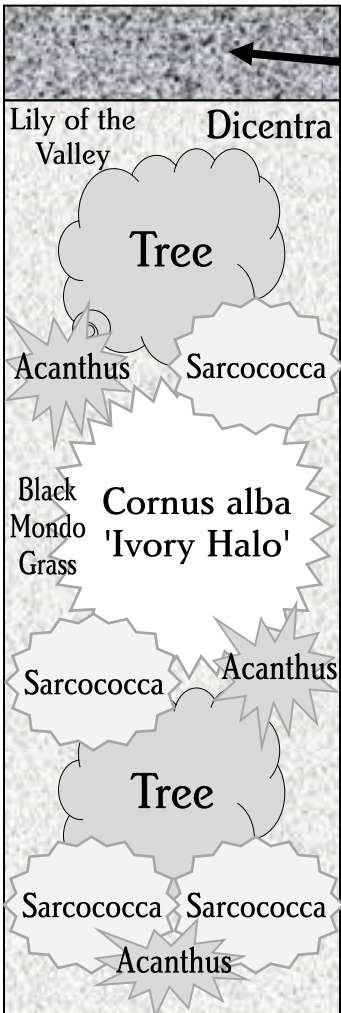 Lily of the
Valley
Dicentra
Tree
Acanthus
Sarcococca
Black
Mondo
Grass
Cornus alba
'Ivory Halo'
Sarcococca
Acanthus
Tree
Sarcococca
Sarcococca
Acanthus